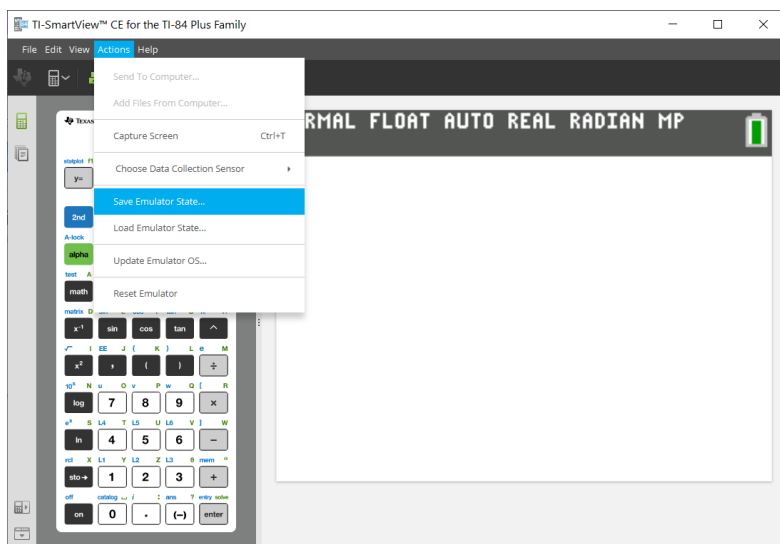 TI-SmartView™ CE for the TI-84 Plus Family
File Edit View Actions Help
Send To Computer...
Add Files From Computer...
Capture Screen Ctrl+T
Choose Data Collection Sensor
Save Emulator State...
Load Emulator State...
Update Emulator OS...
Reset Emulator
RMAL FLOAT AUTO REAL RADIAN MP
TEXAS
statplot f1
y=
2nd
A-lock
alpha
test A
math
matrix D
x⁻¹ sin cos tan ^
√ I EE J { K } L e M
x² , ( ) ÷
10ˣ N u O v P w Q [ R
log 7 8 9 ×
eˣ S L4 T L5 U L6 V ] W
ln 4 5 6 −
rcl X L1 Y L2 Z L3 θ mem "
sto→ 1 2 3 +
off catalog i : ans ? entry solve
on 0 . (−) enter